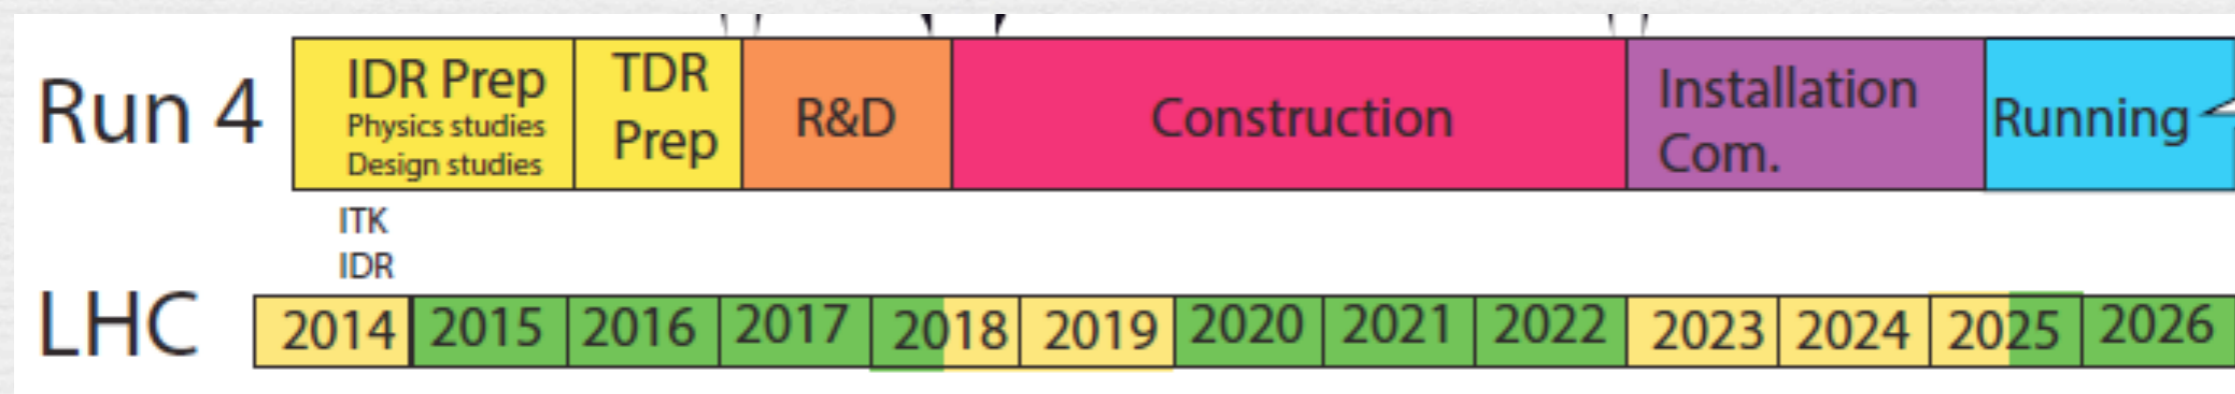 Run 4
IDR Prep
Physics studies
Design studies
TDR
Prep
R&D
Construction
Installation
Com.
Running
ITK
IDR
LHC
2014 2015 2016 2017 2018 2019 2020 2021 2022 2023 2024 2025 2026